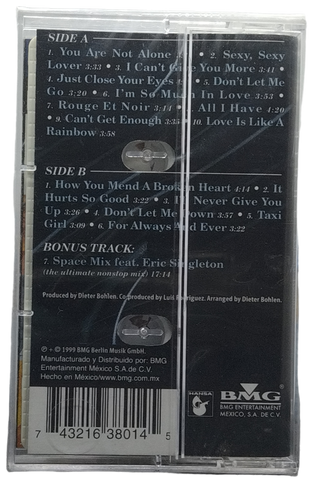 SIDE A
1. You Are Not Alone • 2. Sexy, Sexy
Lover 3:33 • 3. I Can't Give You More 3:41 •
4. Just Close Your Eyes • 5. Don't Let Me
Go 3:20 • 6. I'm So Much In Love 3:53 •
7. Rouge Et Noir 3:44 • All I Have 4:20
• 9. Can't Get Enough 3:35 • 10. Love Is Like A
Rainbow 3:58
SIDE B
1. How You Mend A Broken Heart 4:14 • 2. It
Hurts So Good 3:22 • 3. I'll Never Give You
Up 3:26 • 4. Don't Let Me Down 3:57 • 5. Taxi
Girl 3:09 • 6. For Always And Ever 3:22
BONUS TRACK:
7. Space Mix feat. Eric Singleton
(the ultimate nonstop mix) 17:14
Produced by Dieter Bohlen. Co produced by Luis Rodríguez. Arranged by Dieter Bohlen.
℗ + © 1999 BMG Berlin Musik GmbH.
Manufacturado y Distribuido por: BMG
Entertainment México S.A de C.V.
Hecho en México/www.bmg.com.mx
HANSA
BMG
BMG ENTERTAINMENT
MÉXICO, S.A. DE C.V.
7 43216 38014 5